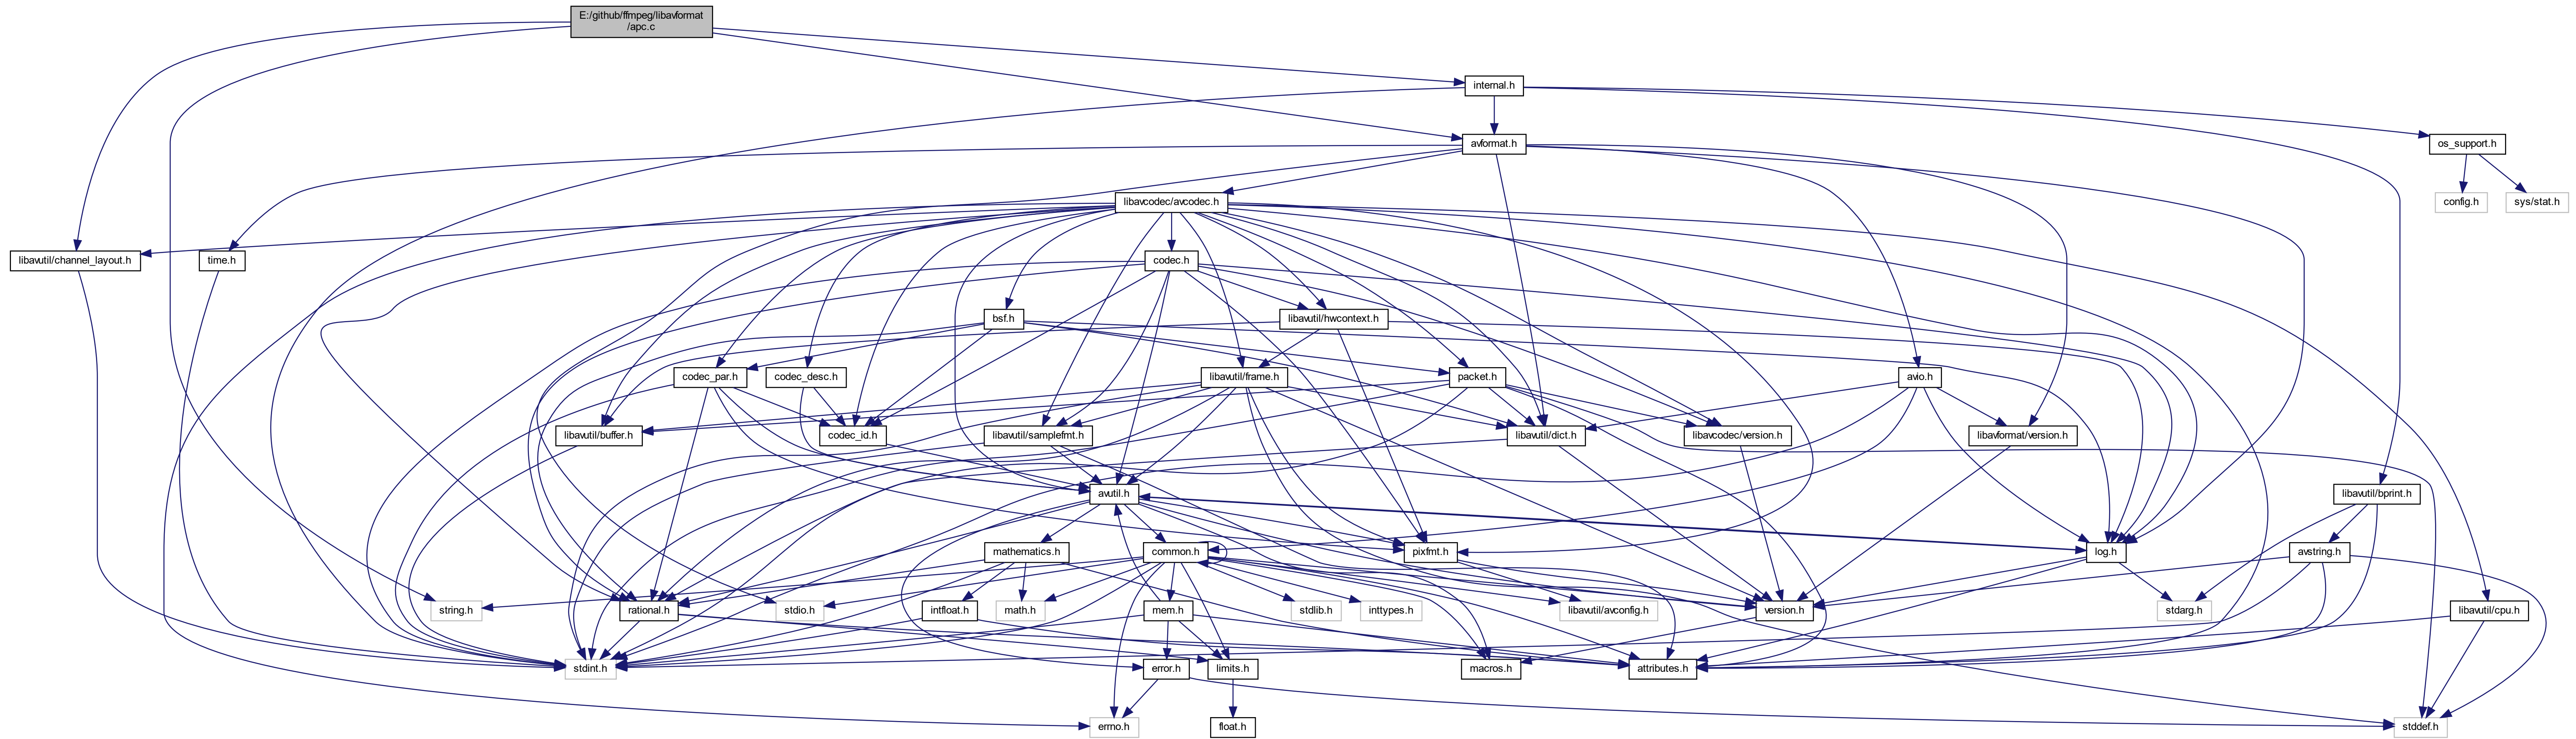 E:/github/ffmpeg/libavformat
/apc.c
internal.h
avformat.h
os_support.h
libavcodec/avcodec.h
config.h
sys/stat.h
libavutil/channel_layout.h
time.h
codec.h
bsf.h
libavutil/hwcontext.h
codec_par.h
codec_desc.h
libavutil/frame.h
packet.h
avio.h
libavutil/buffer.h
codec_id.h
libavutil/samplefmt.h
libavutil/dict.h
libavcodec/version.h
libavformat/version.h
avutil.h
libavutil/bprint.h
mathematics.h
common.h
pixfmt.h
log.h
avstring.h
string.h
rational.h
stdio.h
intfloat.h
math.h
mem.h
stdlib.h
inttypes.h
libavutil/avconfig.h
version.h
stdarg.h
libavutil/cpu.h
stdint.h
error.h
limits.h
macros.h
attributes.h
errno.h
float.h
stddef.h